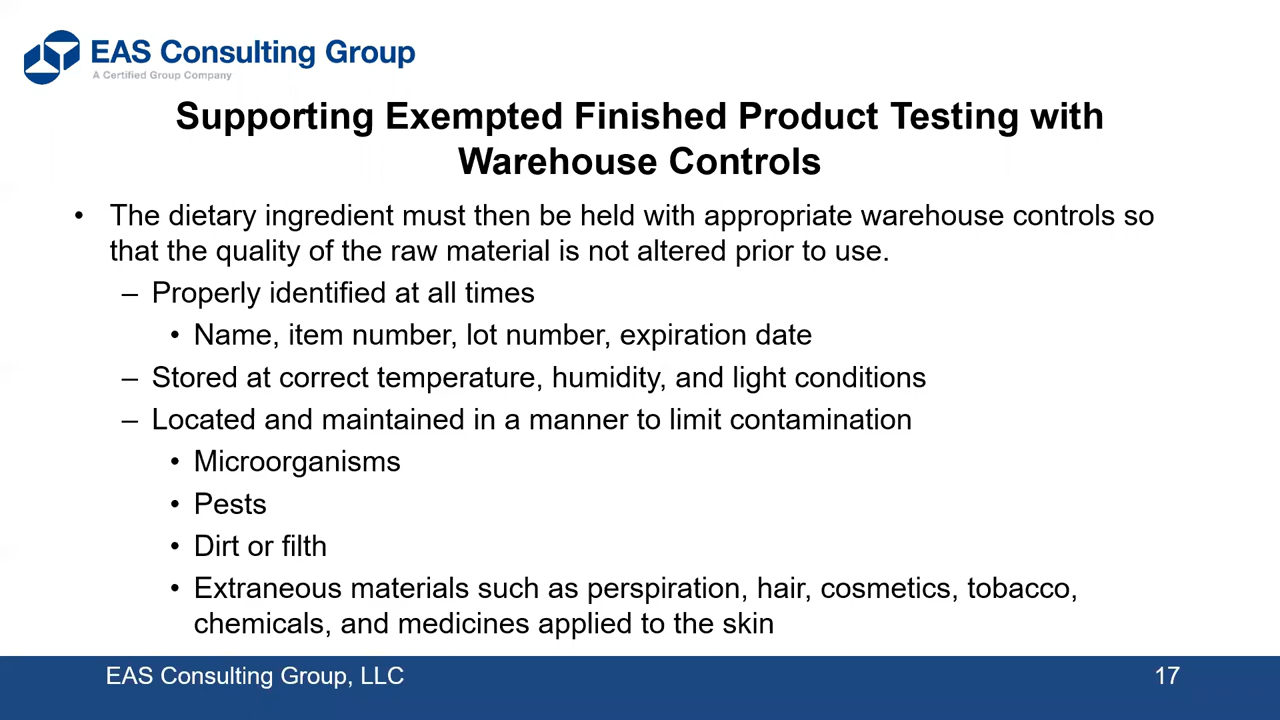 EAS Consulting Group
A Certified Group Company
Supporting Exempted Finished Product Testing with
Warehouse Controls
• The dietary ingredient must then be held with appropriate warehouse controls so
that the quality of the raw material is not altered prior to use.
– Properly identified at all times
• Name, item number, lot number, expiration date
– Stored at correct temperature, humidity, and light conditions
– Located and maintained in a manner to limit contamination
• Microorganisms
• Pests
• Dirt or filth
• Extraneous materials such as perspiration, hair, cosmetics, tobacco,
chemicals, and medicines applied to the skin
EAS Consulting Group, LLC
17